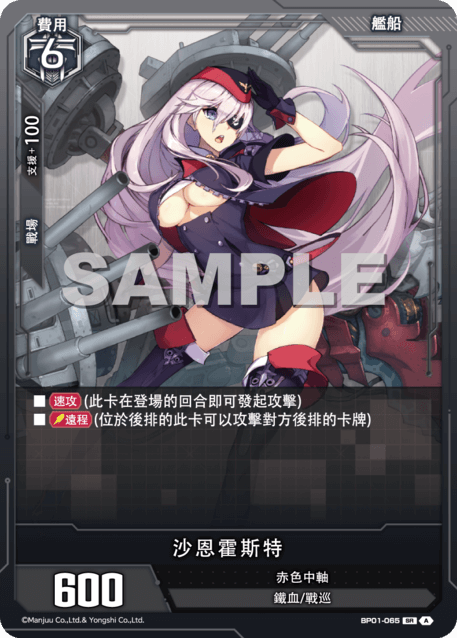 費用
6
艦船
支援+100
戰場
SAMPLE
■ 速攻 (此卡在登場的回合即可發起攻擊)
■ 遠程 (位於後排的此卡可以攻擊對方後排的卡牌)
沙恩霍斯特
600
赤色中軸
鐵血/戰巡
©Manjuu Co.,Ltd.& Yongshi Co.,Ltd.
BP01-065 SR A